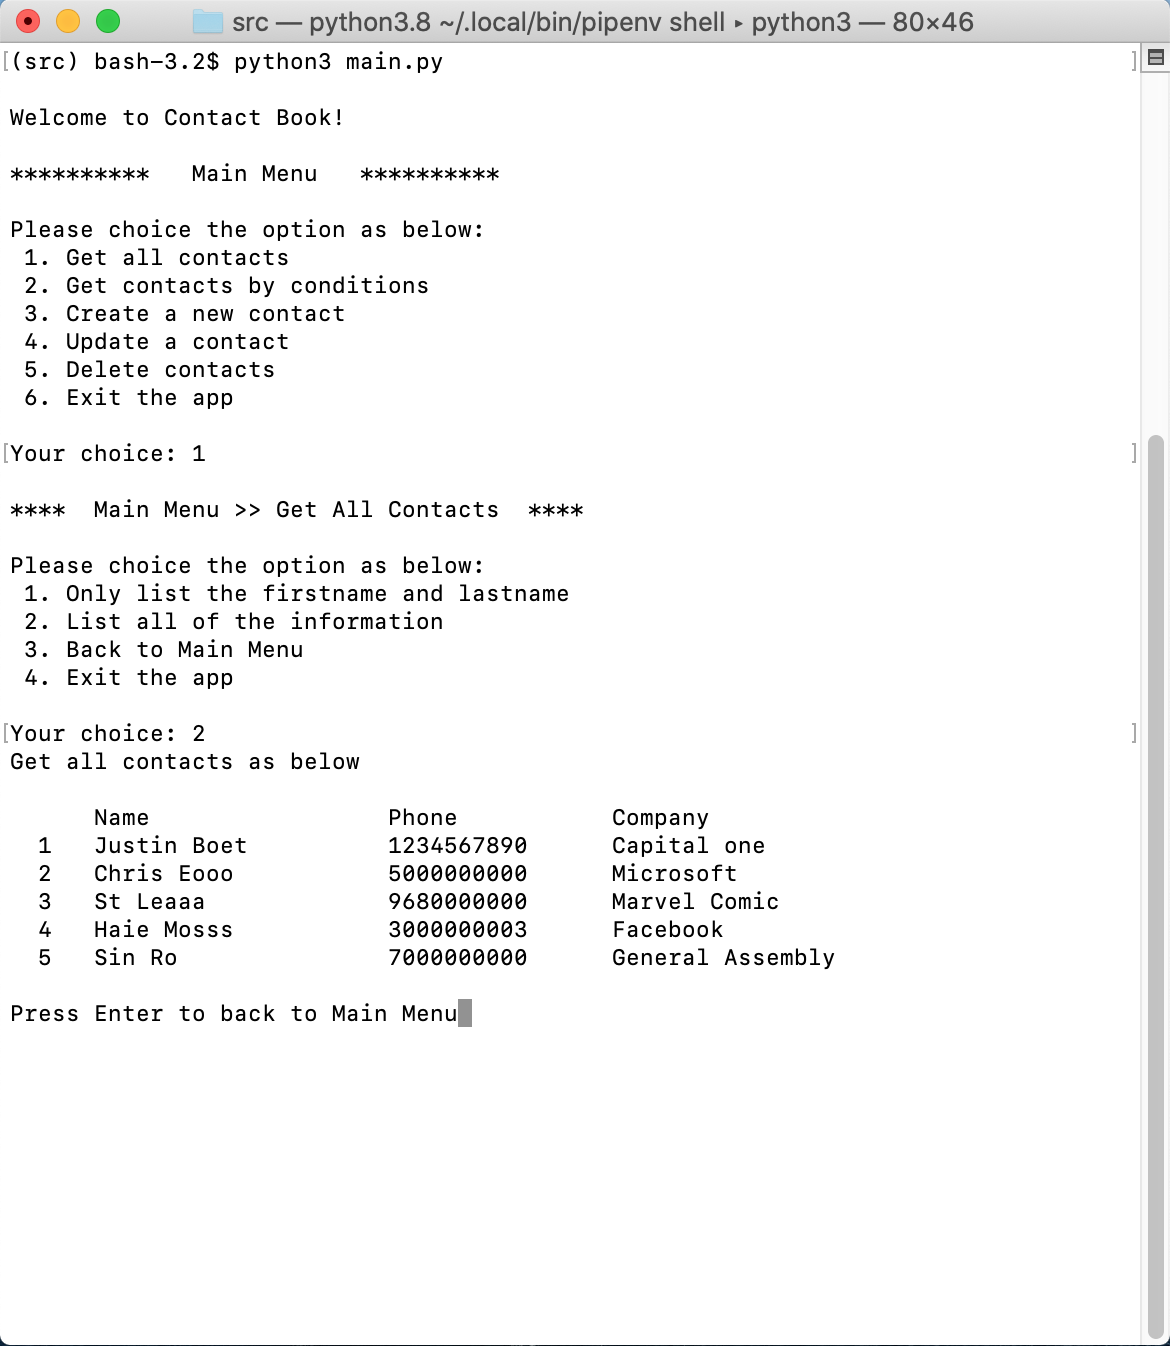 src — python3.8 ~/.local/bin/pipenv shell ▸ python3 — 80×46
[(src) bash-3.2$ python3 main.py ]
Welcome to Contact Book!
********** Main Menu **********
Please choice the option as below:
1. Get all contacts
2. Get contacts by conditions
3. Create a new contact
4. Update a contact
5. Delete contacts
6. Exit the app
[Your choice: 1 ]
**** Main Menu >> Get All Contacts ****
Please choice the option as below:
1. Only list the firstname and lastname
2. List all of the information
3. Back to Main Menu
4. Exit the app
[Your choice: 2 ]
Get all contacts as below
Name Phone Company
1 Justin Boet 1234567890 Capital one
2 Chris Eooo 5000000000 Microsoft
3 St Leaaa 9680000000 Marvel Comic
4 Haie Mosss 3000000003 Facebook
5 Sin Ro 7000000000 General Assembly
Press Enter to back to Main Menu